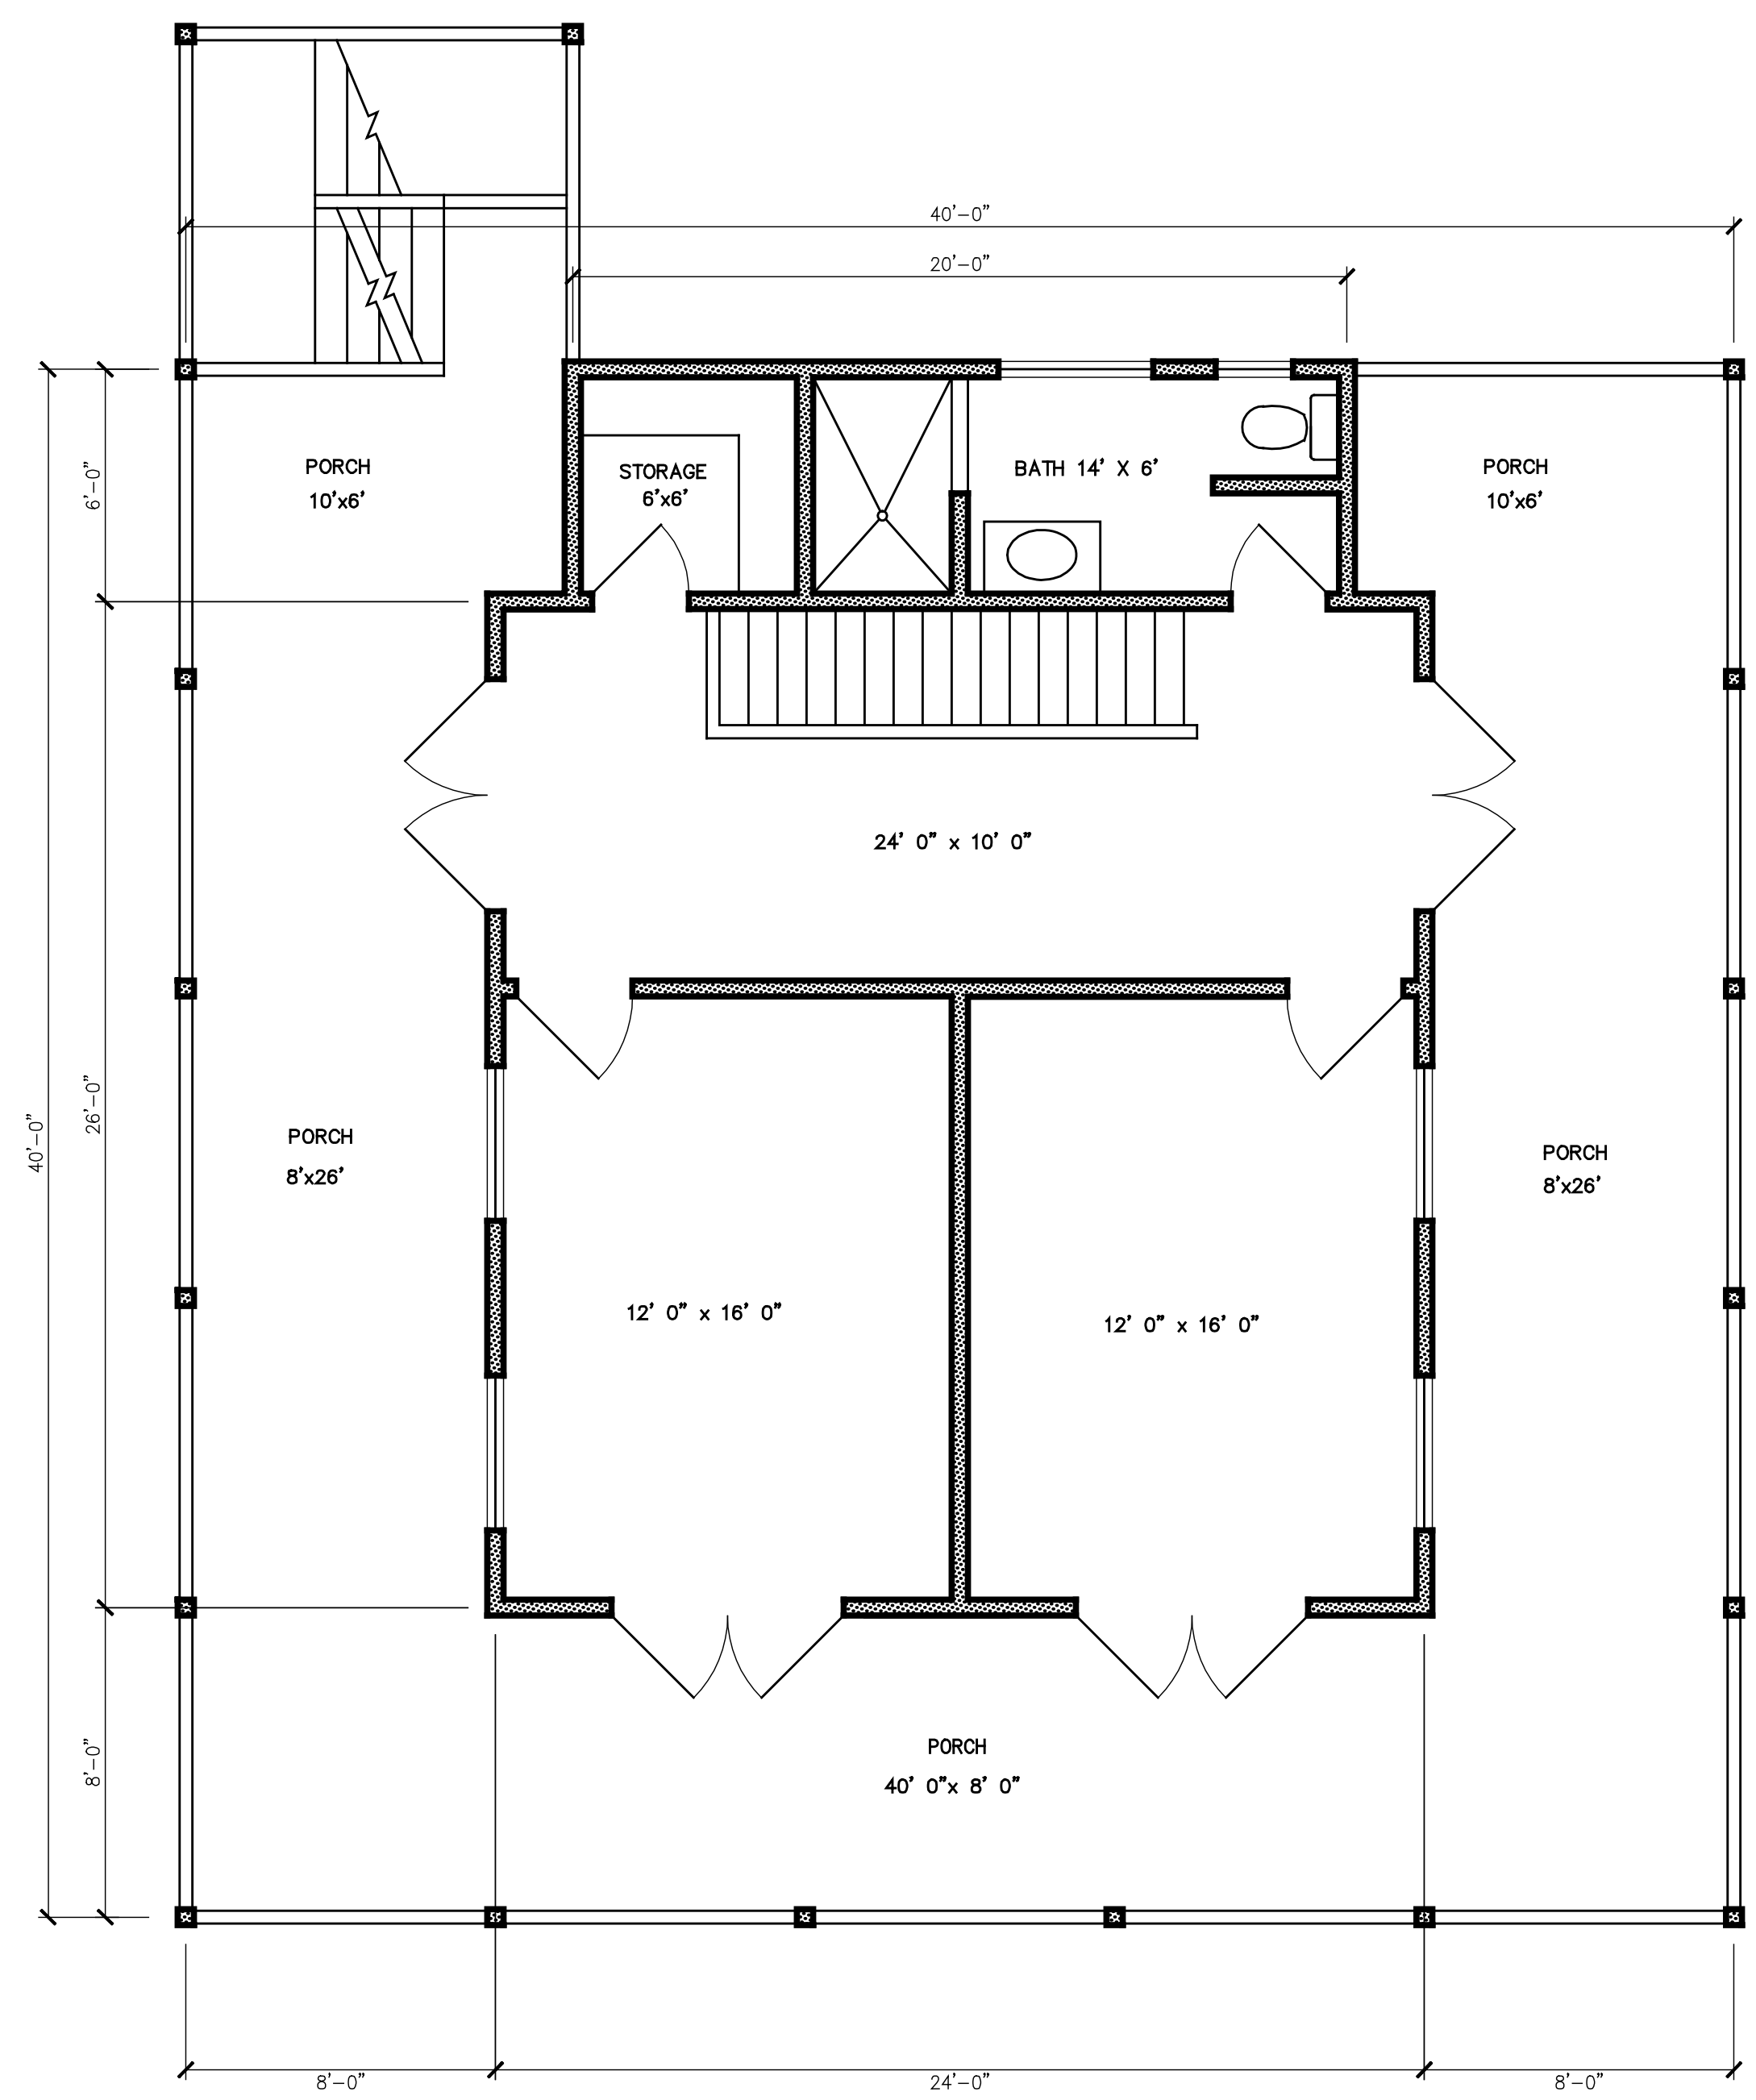 40'-0"
20'-0"
PORCH
10'x6'
STORAGE
6'x6'
BATH 14' X 6'
PORCH
10'x6'
6'-0"
24' 0" x 10' 0"
40'-0"
26'-0"
PORCH
8'x26'
PORCH
8'x26'
12' 0" x 16' 0"
12' 0" x 16' 0"
8'-0"
PORCH
40' 0"x 8' 0"
8'-0"
24'-0"
8'-0"